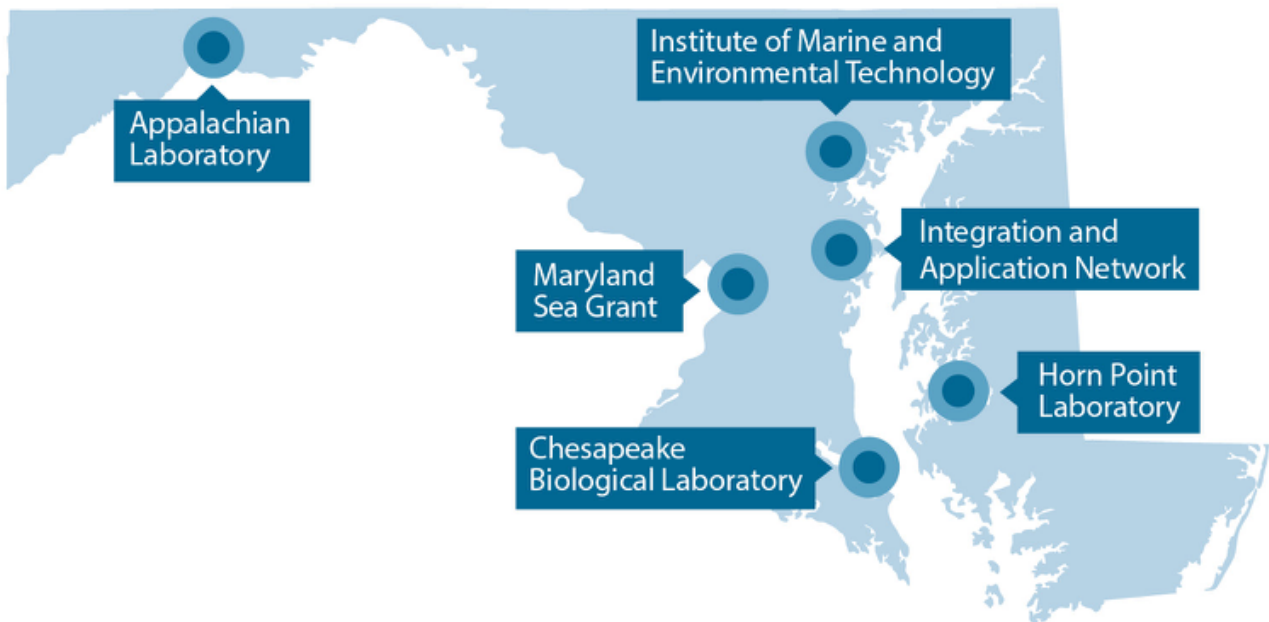 Institute of Marine and
Environmental Technology
Appalachian
Laboratory
Integration and
Application Network
Maryland
Sea Grant
Horn Point
Laboratory
Chesapeake
Biological Laboratory